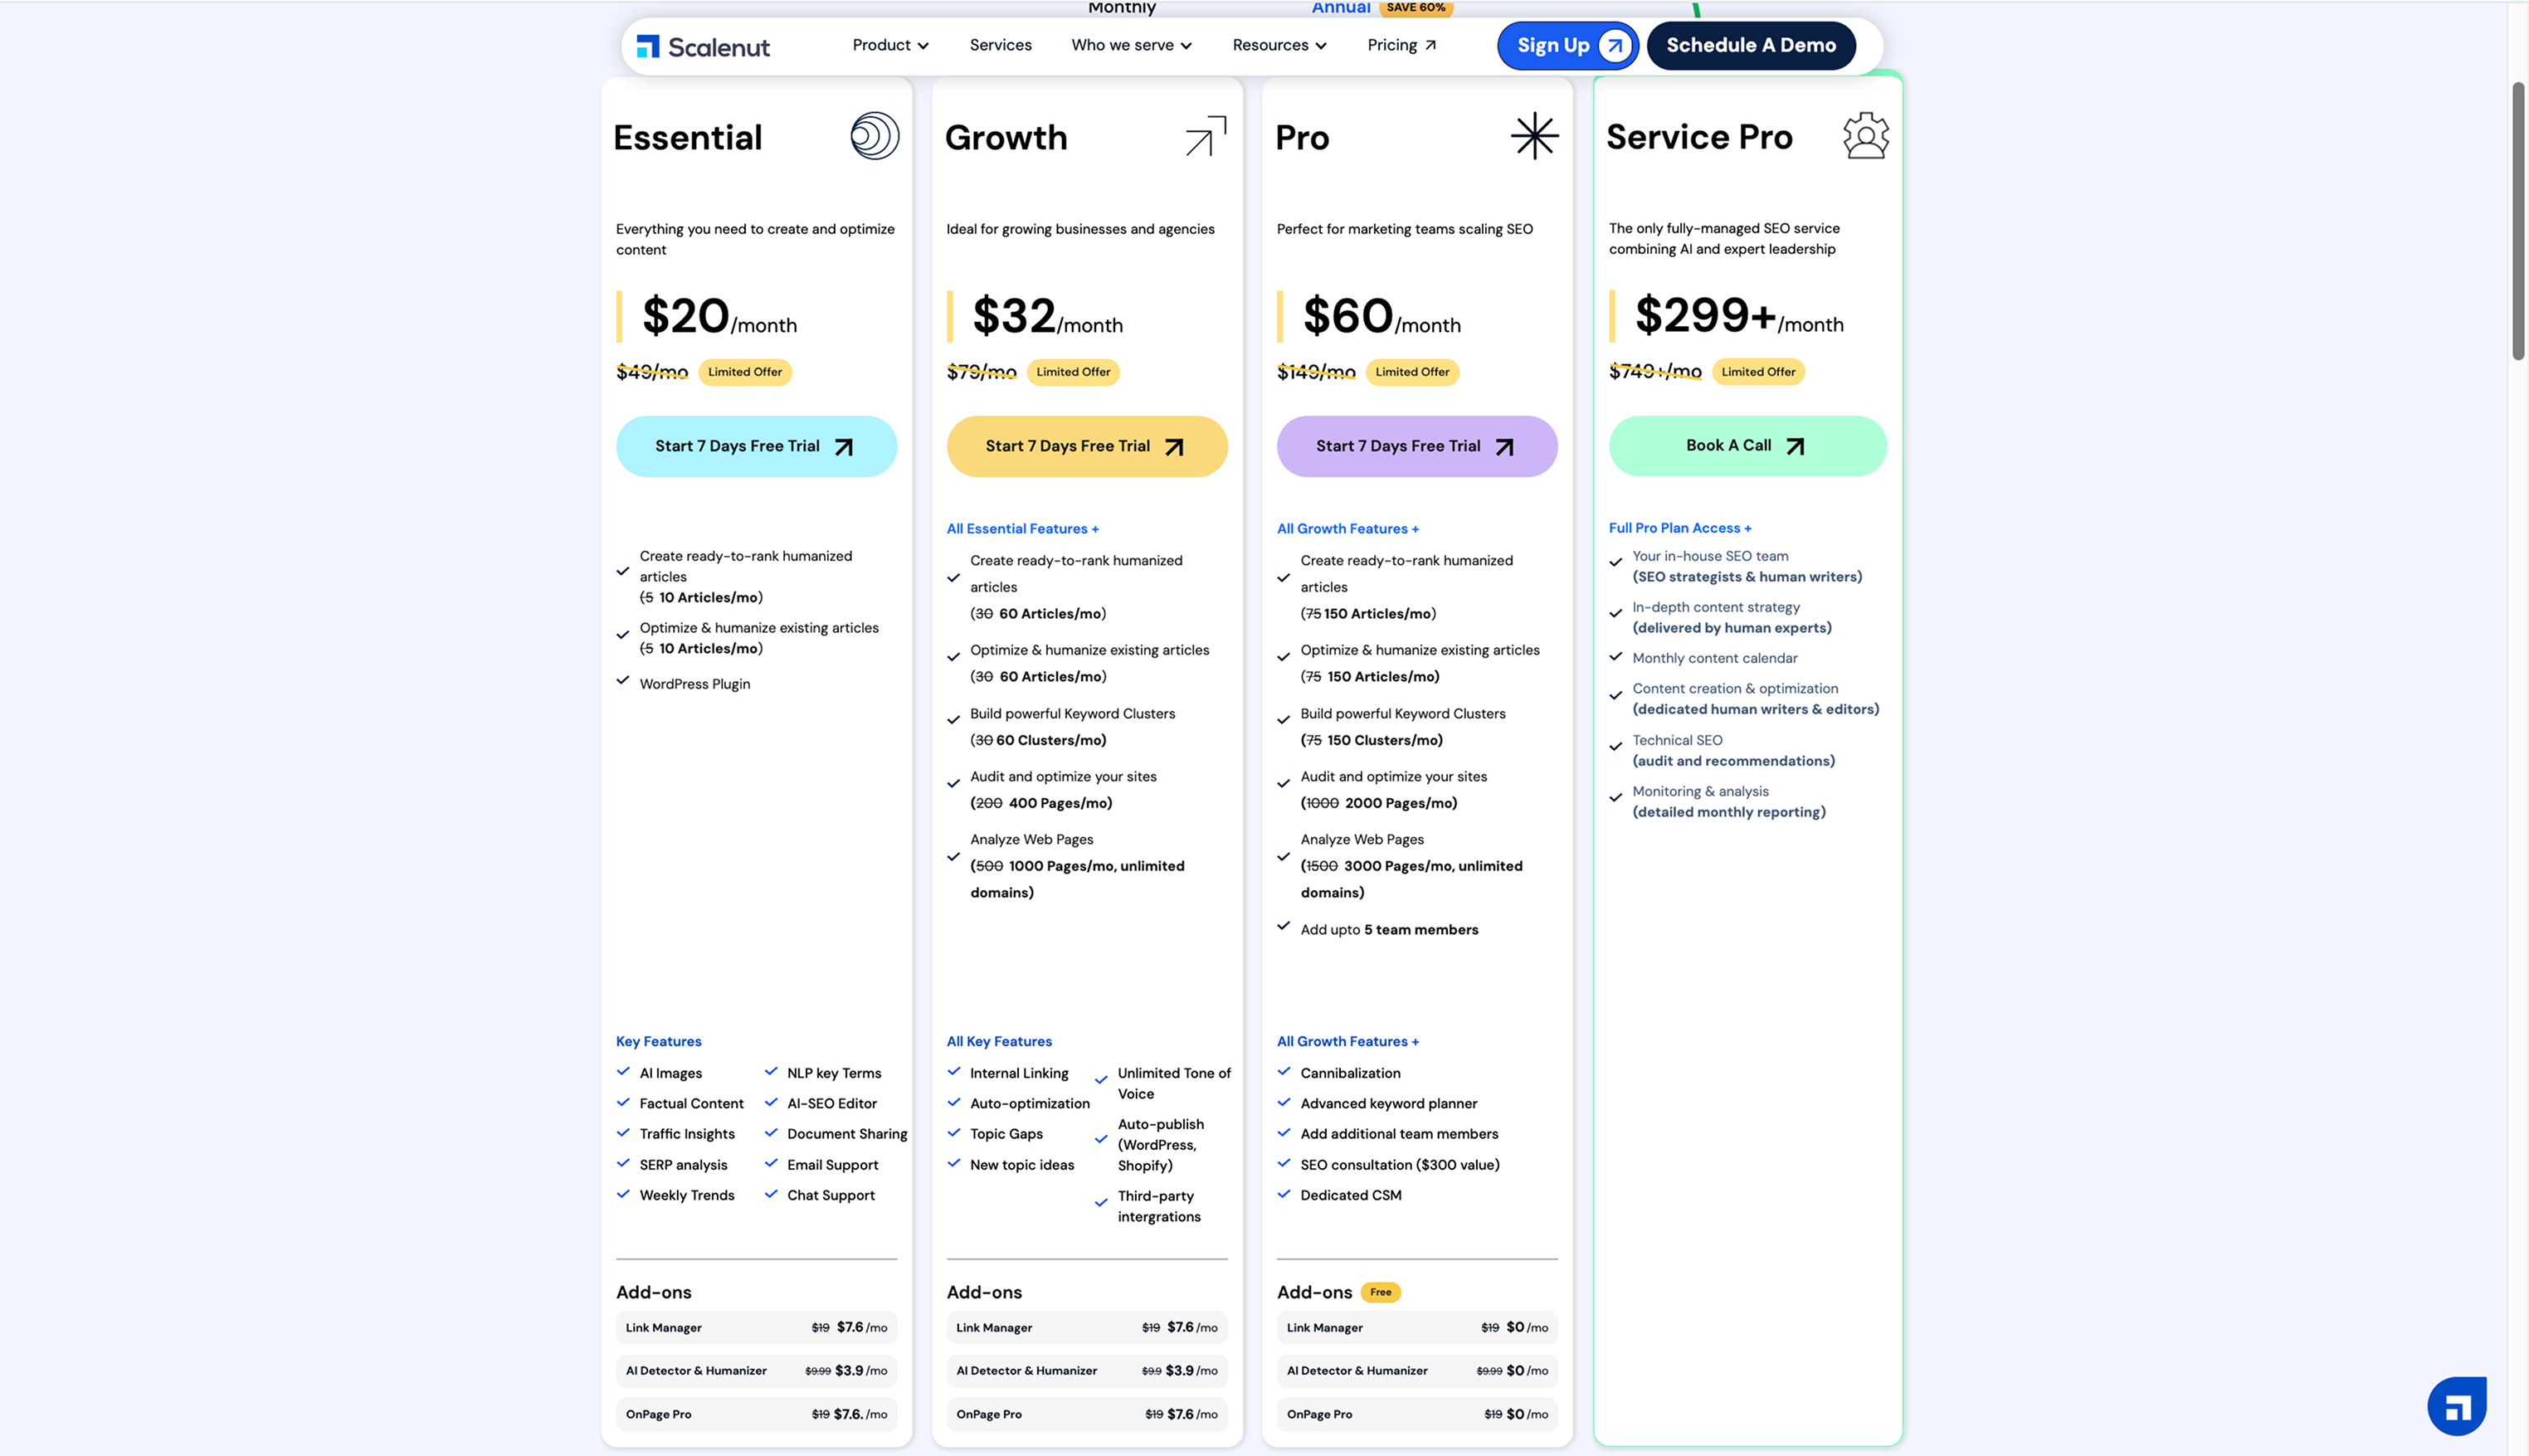 Monthly
Annual SAVE 60%
Scalenut
Product
Services
Who we serve
Resources
Pricing
Sign Up
Schedule A Demo
Essential
Everything you need to create and optimize
content
$20/month
$49/mo Limited Offer
Start 7 Days Free Trial
Create ready-to-rank humanized
articles
(5 10 Articles/mo)
Optimize & humanize existing articles
(5 10 Articles/mo)
WordPress Plugin
Key Features
AI Images
Factual Content
Traffic Insights
SERP analysis
Weekly Trends
NLP key Terms
AI-SEO Editor
Document Sharing
Email Support
Chat Support
Add-ons
Link Manager $19 $7.6 /mo
AI Detector & Humanizer $9.99 $3.9 /mo
OnPage Pro $19 $7.6. /mo
Growth
Ideal for growing businesses and agencies
$32/month
$79/mo Limited Offer
Start 7 Days Free Trial
All Essential Features +
Create ready-to-rank humanized
articles
(30 60 Articles/mo)
Optimize & humanize existing articles
(30 60 Articles/mo)
Build powerful Keyword Clusters
(30 60 Clusters/mo)
Audit and optimize your sites
(200 400 Pages/mo)
Analyze Web Pages
(500 1000 Pages/mo, unlimited
domains)
All Key Features
Internal Linking
Auto-optimization
Topic Gaps
New topic ideas
Unlimited Tone of
Voice
Auto-publish
(WordPress,
Shopify)
Third-party
intergrations
Add-ons
Link Manager $19 $7.6 /mo
AI Detector & Humanizer $9.9 $3.9 /mo
OnPage Pro $19 $7.6 /mo
Pro
Perfect for marketing teams scaling SEO
$60/month
$149/mo Limited Offer
Start 7 Days Free Trial
All Growth Features +
Create ready-to-rank humanized
articles
(75 150 Articles/mo)
Optimize & humanize existing articles
(75 150 Articles/mo)
Build powerful Keyword Clusters
(75 150 Clusters/mo)
Audit and optimize your sites
(1000 2000 Pages/mo)
Analyze Web Pages
(1500 3000 Pages/mo, unlimited
domains)
Add upto 5 team members
All Growth Features +
Cannibalization
Advanced keyword planner
Add additional team members
SEO consultation ($300 value)
Dedicated CSM
Add-ons Free
Link Manager $19 $0 /mo
AI Detector & Humanizer $9.99 $0 /mo
OnPage Pro $19 $0 /mo
Service Pro
The only fully-managed SEO service
combining AI and expert leadership
$299+/month
$749+/mo Limited Offer
Book A Call
Full Pro Plan Access +
Your in-house SEO team
(SEO strategists & human writers)
In-depth content strategy
(delivered by human experts)
Monthly content calendar
Content creation & optimization
(dedicated human writers & editors)
Technical SEO
(audit and recommendations)
Monitoring & analysis
(detailed monthly reporting)